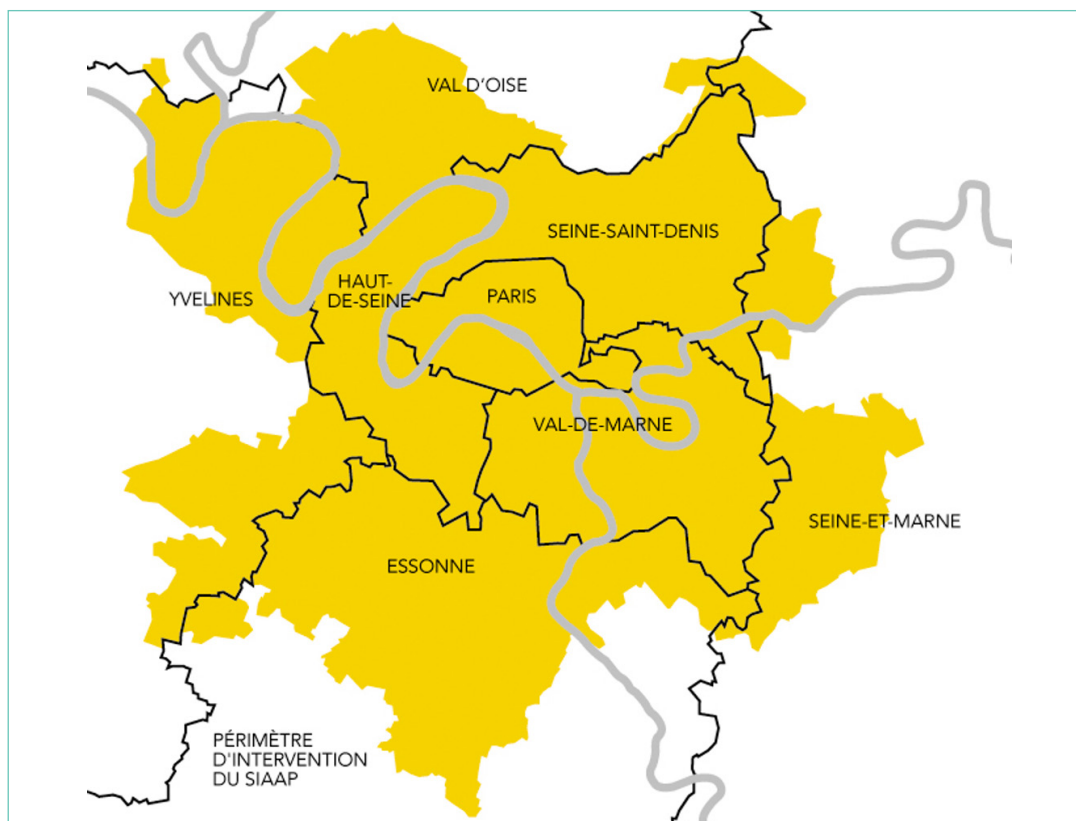 VAL D'OISE
SEINE-SAINT-DENIS
HAUT-
DE-SEINE
PARIS
YVELINES
VAL-DE-MARNE
SEINE-ET-MARNE
ESSONNE
PÉRIMÈTRE
D'INTERVENTION
DU SIAAP